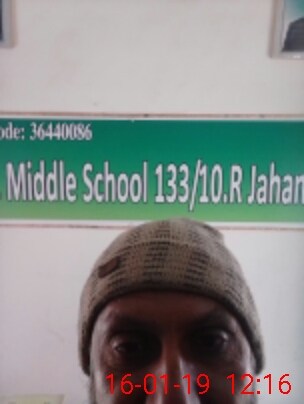 ode: 36440086
. Middle School 133/10.R Jahan
16-01-19 12:16